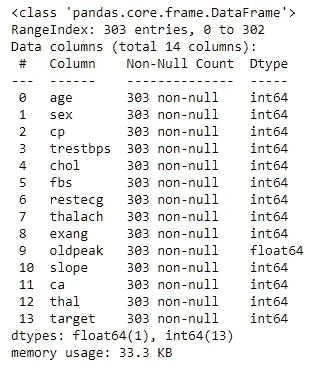 <class 'pandas.core.frame.DataFrame'>
RangeIndex: 303 entries, 0 to 302
Data columns (total 14 columns):
 #   Column    Non-Null Count  Dtype
---  ------    --------------  -----
 0   age       303 non-null    int64
 1   sex       303 non-null    int64
 2   cp        303 non-null    int64
 3   trestbps  303 non-null    int64
 4   chol      303 non-null    int64
 5   fbs       303 non-null    int64
 6   restecg   303 non-null    int64
 7   thalach   303 non-null    int64
 8   exang     303 non-null    int64
 9   oldpeak   303 non-null    float64
 10  slope     303 non-null    int64
 11  ca        303 non-null    int64
 12  thal      303 non-null    int64
 13  target    303 non-null    int64
dtypes: float64(1), int64(13)
memory usage: 33.3 KB